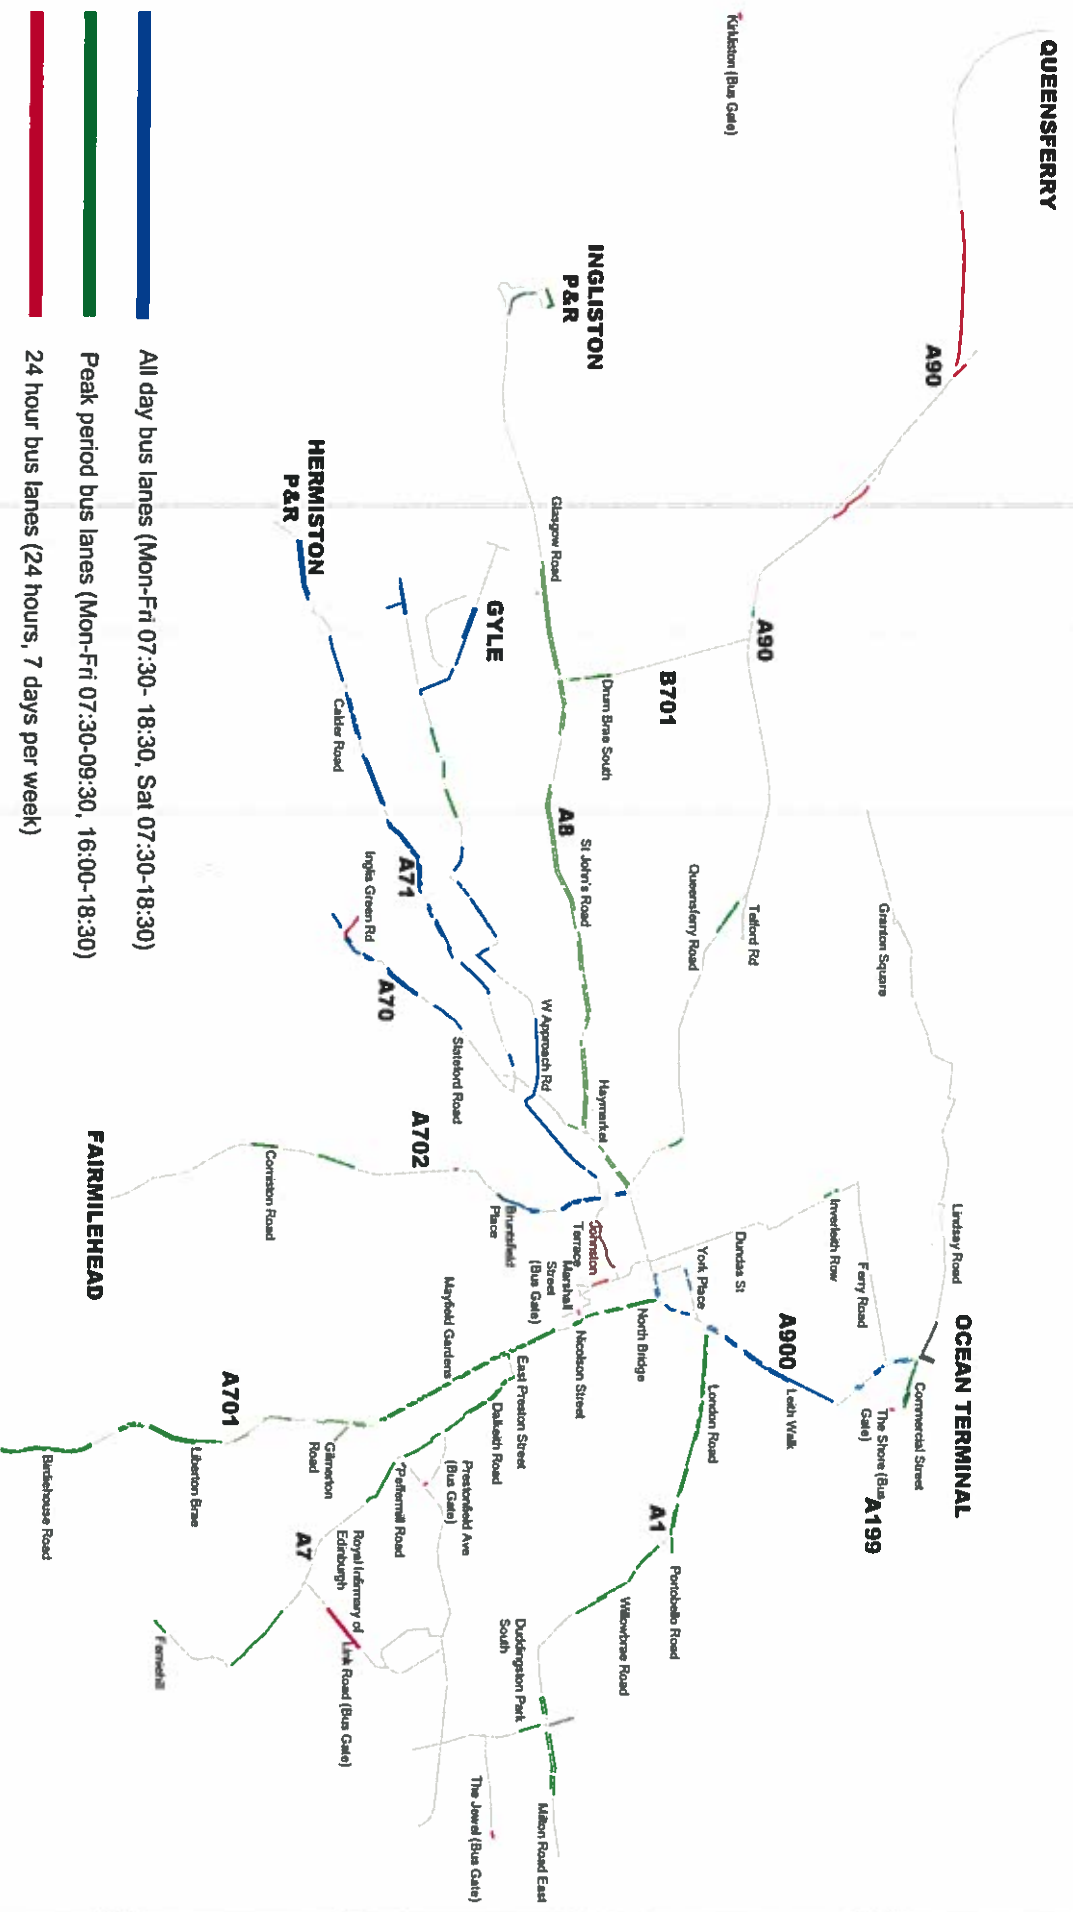 QUEENSFERRY
Kirkliston (Bus Gate)
A90
INGLISTON
P&R
A90
B701
Drum Brae South
Glasgow Road
GYLE
HERMISTON
P&R
Calder Road
A8
St John's Road
Queensferry Road
Telford Rd
Granton Square
A71
Inglis Green Rd
A70
Slateford Road
W Approach Rd
Haymarket
A702
Comiston Road
FAIRMILEHEAD
Bruntsfield
Place
Johnston
Terrace
Marshall
Street
(Bus Gate)
Nicolson Street
North Bridge
York Place
Dundas St
Inverleith Row
Ferry Road
Lindsay Road
OCEAN TERMINAL
Commercial Street
The Shore (Bus
Gate)
A199
A900
Leith Walk
London Road
A1
Portobello Road
Willowbrae Road
Duddingston Park
South
Milton Road East
The Jewel (Bus Gate)
Mayfield Gardens
East Preston Street
Dalkeith Road
Prestonfield Ave
(Bus Gate)
Peffermill Road
Royal Infirmary of
Edinburgh
Link Road (Bus Gate)
A7
Gilmerton
Road
A701
Liberton Brae
Burdiehouse Road
Ferniehill
All day bus lanes (Mon-Fri 07:30- 18:30, Sat 07:30-18:30)
Peak period bus lanes (Mon-Fri 07:30-09:30, 16:00-18:30)
24 hour bus lanes (24 hours, 7 days per week)